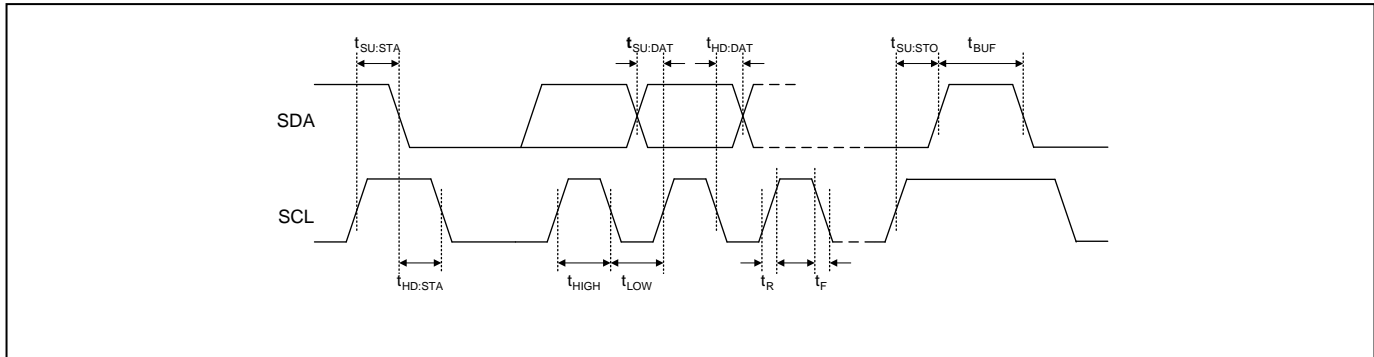 tSU:STA tSU:DAT tHD:DAT tSU:STO tBUF
SDA
SCL
tHD:STA tHIGH tLOW tR tF